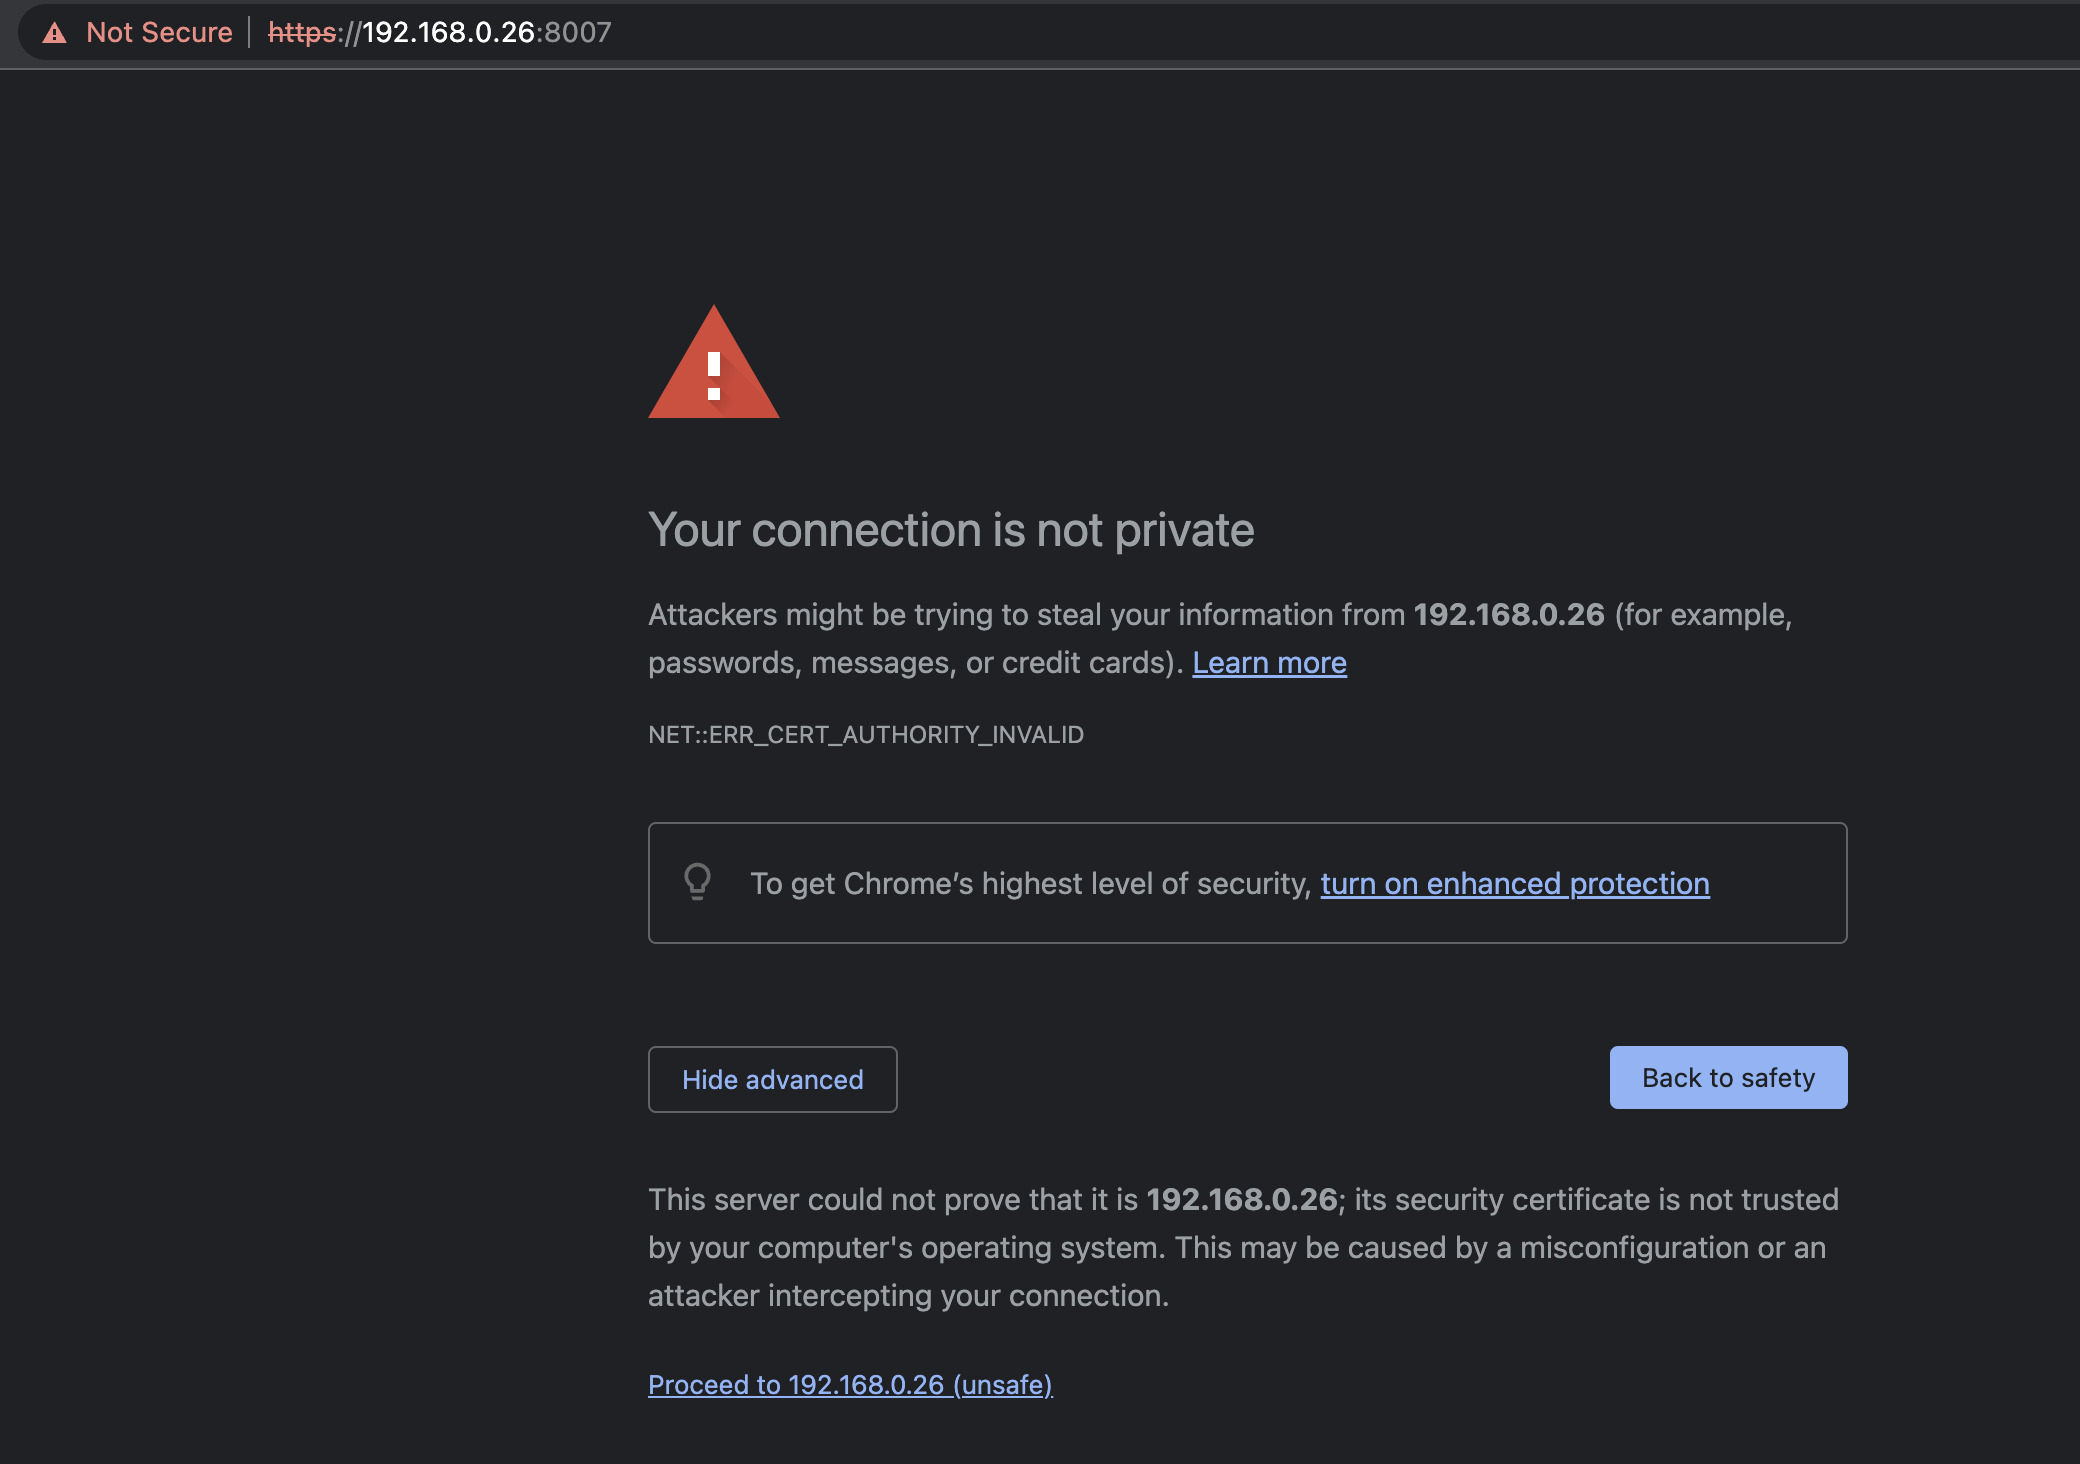 Not Secure https://192.168.0.26:8007
Your connection is not private
Attackers might be trying to steal your information from 192.168.0.26 (for example,
passwords, messages, or credit cards). Learn more
NET::ERR_CERT_AUTHORITY_INVALID
To get Chrome’s highest level of security, turn on enhanced protection
Hide advanced
Back to safety
This server could not prove that it is 192.168.0.26; its security certificate is not trusted
by your computer's operating system. This may be caused by a misconfiguration or an
attacker intercepting your connection.
Proceed to 192.168.0.26 (unsafe)